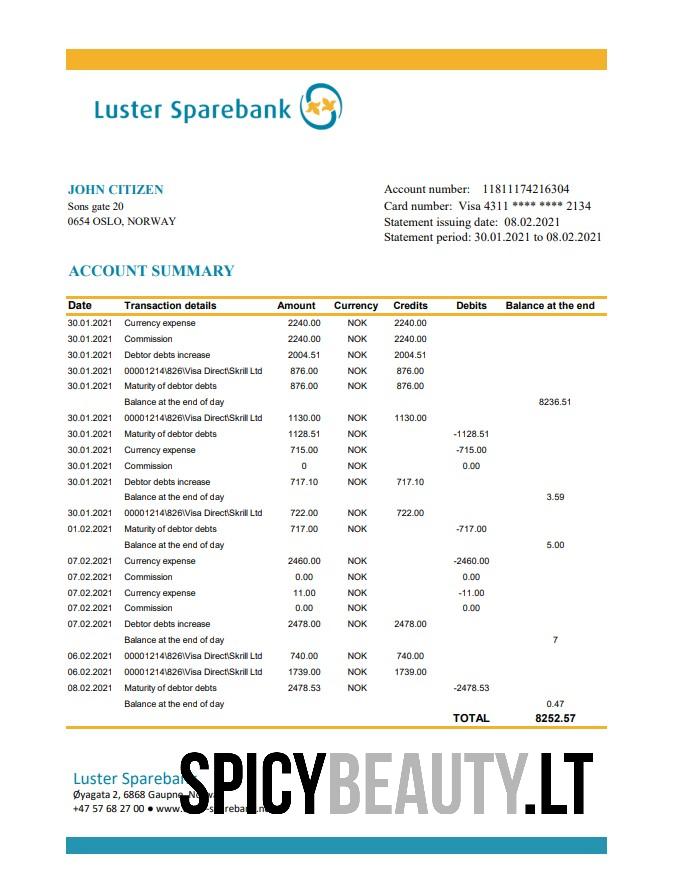 Luster Sparebank
JOHN CITIZEN
Sons gate 20
0654 OSLO, NORWAY
Account number: 11811174216304
Card number: Visa 4311 **** **** 2134
Statement issuing date: 08.02.2021
Statement period: 30.01.2021 to 08.02.2021
ACCOUNT SUMMARY
Date Transaction details Amount Currency Credits Debits Balance at the end
30.01.2021 Currency expense 2240.00 NOK 2240.00
30.01.2021 Commission 2240.00 NOK 2240.00
30.01.2021 Debtor debts increase 2004.51 NOK 2004.51
30.01.2021 00001214\826\Visa Direct\Skrill Ltd 876.00 NOK 876.00
30.01.2021 Maturity of debtor debts 876.00 NOK 876.00
Balance at the end of day 8236.51
30.01.2021 00001214\826\Visa Direct\Skrill Ltd 1130.00 NOK 1130.00
30.01.2021 Maturity of debtor debts 1128.51 NOK -1128.51
30.01.2021 Currency expense 715.00 NOK -715.00
30.01.2021 Commission 0 NOK 0.00
30.01.2021 Debtor debts increase 717.10 NOK 717.10
Balance at the end of day 3.59
30.01.2021 00001214\826\Visa Direct\Skrill Ltd 722.00 NOK 722.00
01.02.2021 Maturity of debtor debts 717.00 NOK -717.00
Balance at the end of day 5.00
07.02.2021 Currency expense 2460.00 NOK -2460.00
07.02.2021 Commission 0.00 NOK 0.00
07.02.2021 Currency expense 11.00 NOK -11.00
07.02.2021 Commission 0.00 NOK 0.00
07.02.2021 Debtor debts increase 2478.00 NOK 2478.00
Balance at the end of day 7
06.02.2021 00001214\826\Visa Direct\Skrill Ltd 740.00 NOK 740.00
06.02.2021 00001214\826\Visa Direct\Skrill Ltd 1739.00 NOK 1739.00
08.02.2021 Maturity of debtor debts 2478.53 NOK -2478.53
Balance at the end of day 0.47
TOTAL 8252.57
Luster Sparebank
Øyagata 2, 6868 Gaupne,
+47 57 68 27 00 ●
SPICYBEAUTY.LT